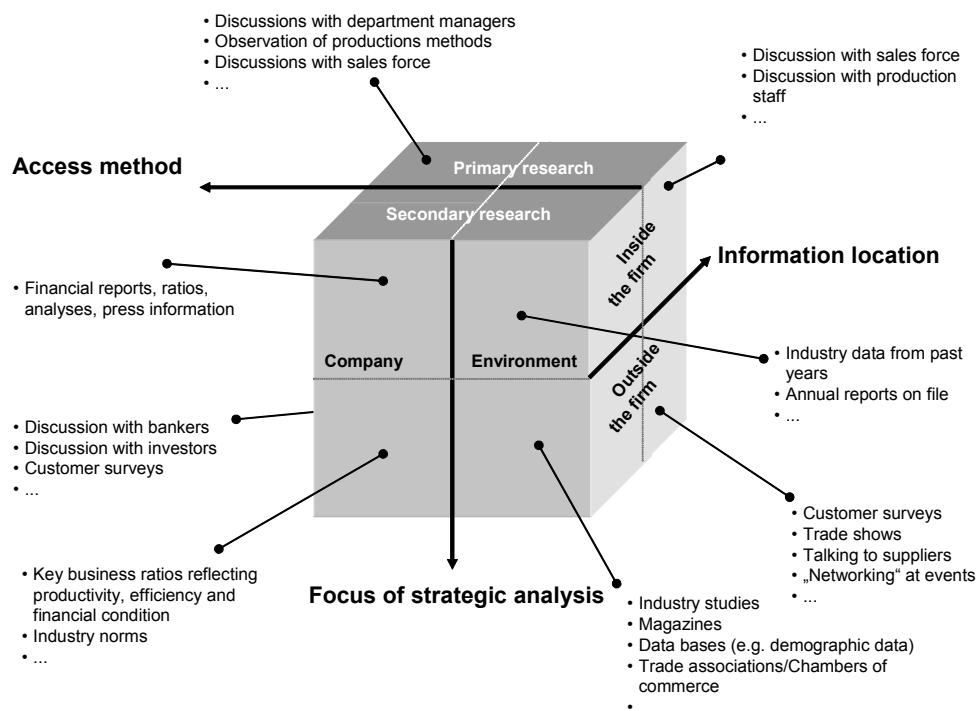 • Discussions with department managers
• Observation of productions methods
• Discussions with sales force
• ...
• Discussion with sales force
• Discussion with production
staff
• ...
Access method
Primary research
Secondary research
Inside
the firm
Information location
• Financial reports, ratios,
analyses, press information
Company
Environment
Outside
the firm
• Industry data from past
years
• Annual reports on file
• ...
• Discussion with bankers
• Discussion with investors
• Customer surveys
• ...
• Customer surveys
• Trade shows
• Talking to suppliers
• „Networking“ at events
• ...
• Key business ratios reflecting
productivity, efficiency and
financial condition
• Industry norms
• ...
Focus of strategic analysis
• Industry studies
• Magazines
• Data bases (e.g. demographic data)
• Trade associations/Chambers of
commerce
•